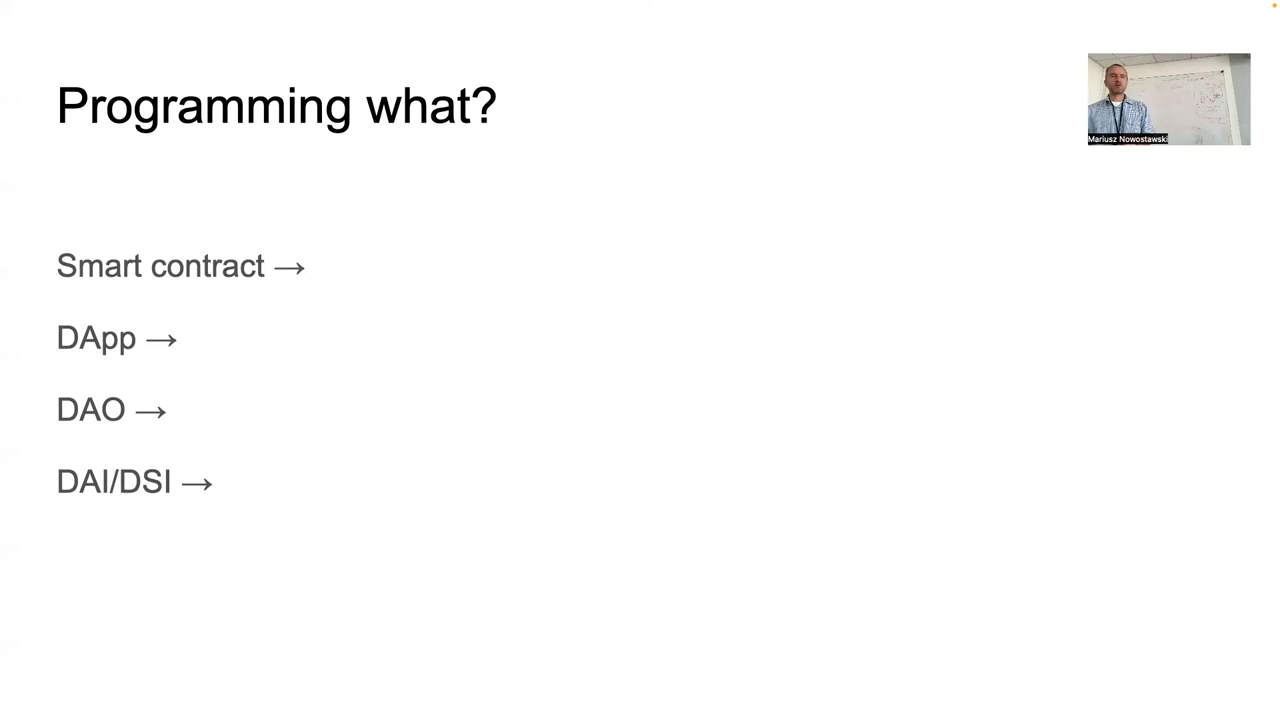 Programming what?
Mariusz Nowostawski
Smart contract →
DApp →
DAO →
DAI/DSI →